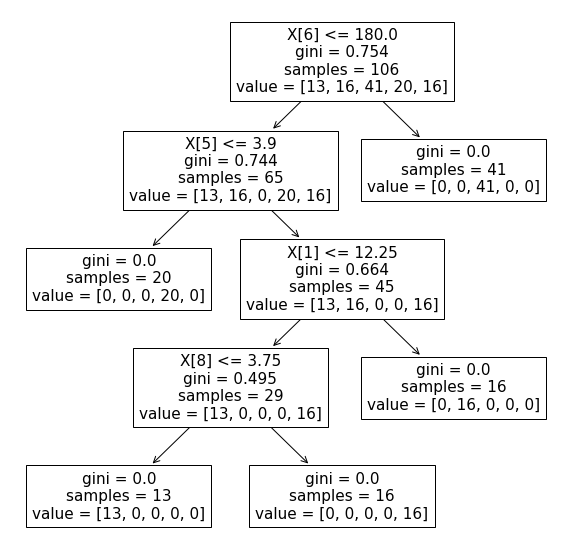 X[6] <= 180.0
gini = 0.754
samples = 106
value = [13, 16, 41, 20, 16]
X[5] <= 3.9
gini = 0.744
samples = 65
value = [13, 16, 0, 20, 16]
gini = 0.0
samples = 41
value = [0, 0, 41, 0, 0]
gini = 0.0
samples = 20
value = [0, 0, 0, 20, 0]
X[1] <= 12.25
gini = 0.664
samples = 45
value = [13, 16, 0, 0, 16]
X[8] <= 3.75
gini = 0.495
samples = 29
value = [13, 0, 0, 0, 16]
gini = 0.0
samples = 16
value = [0, 16, 0, 0, 0]
gini = 0.0
samples = 13
value = [13, 0, 0, 0, 0]
gini = 0.0
samples = 16
value = [0, 0, 0, 0, 16]